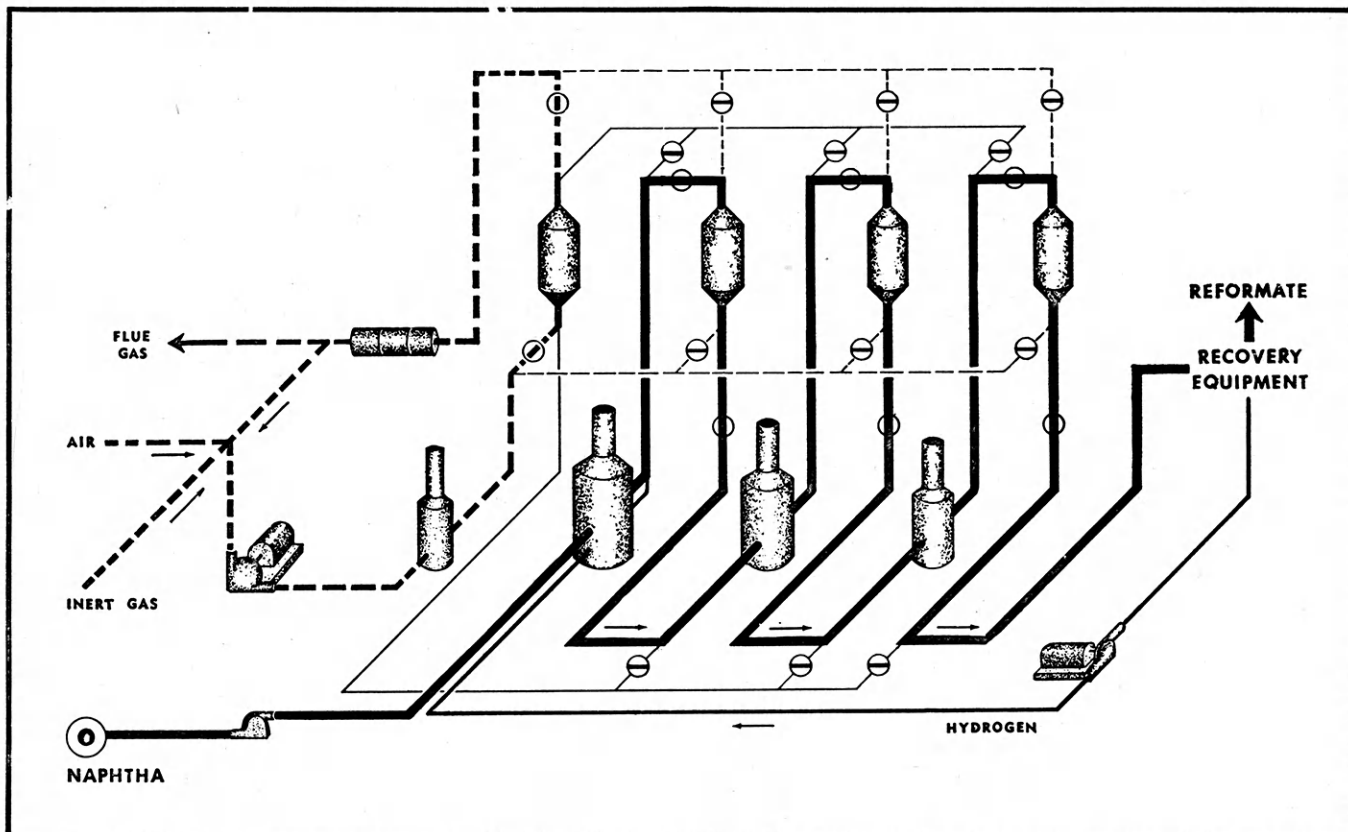 REFORMATE
FLUE
GAS
RECOVERY
EQUIPMENT
AIR
INERT GAS
HYDROGEN
NAPHTHA